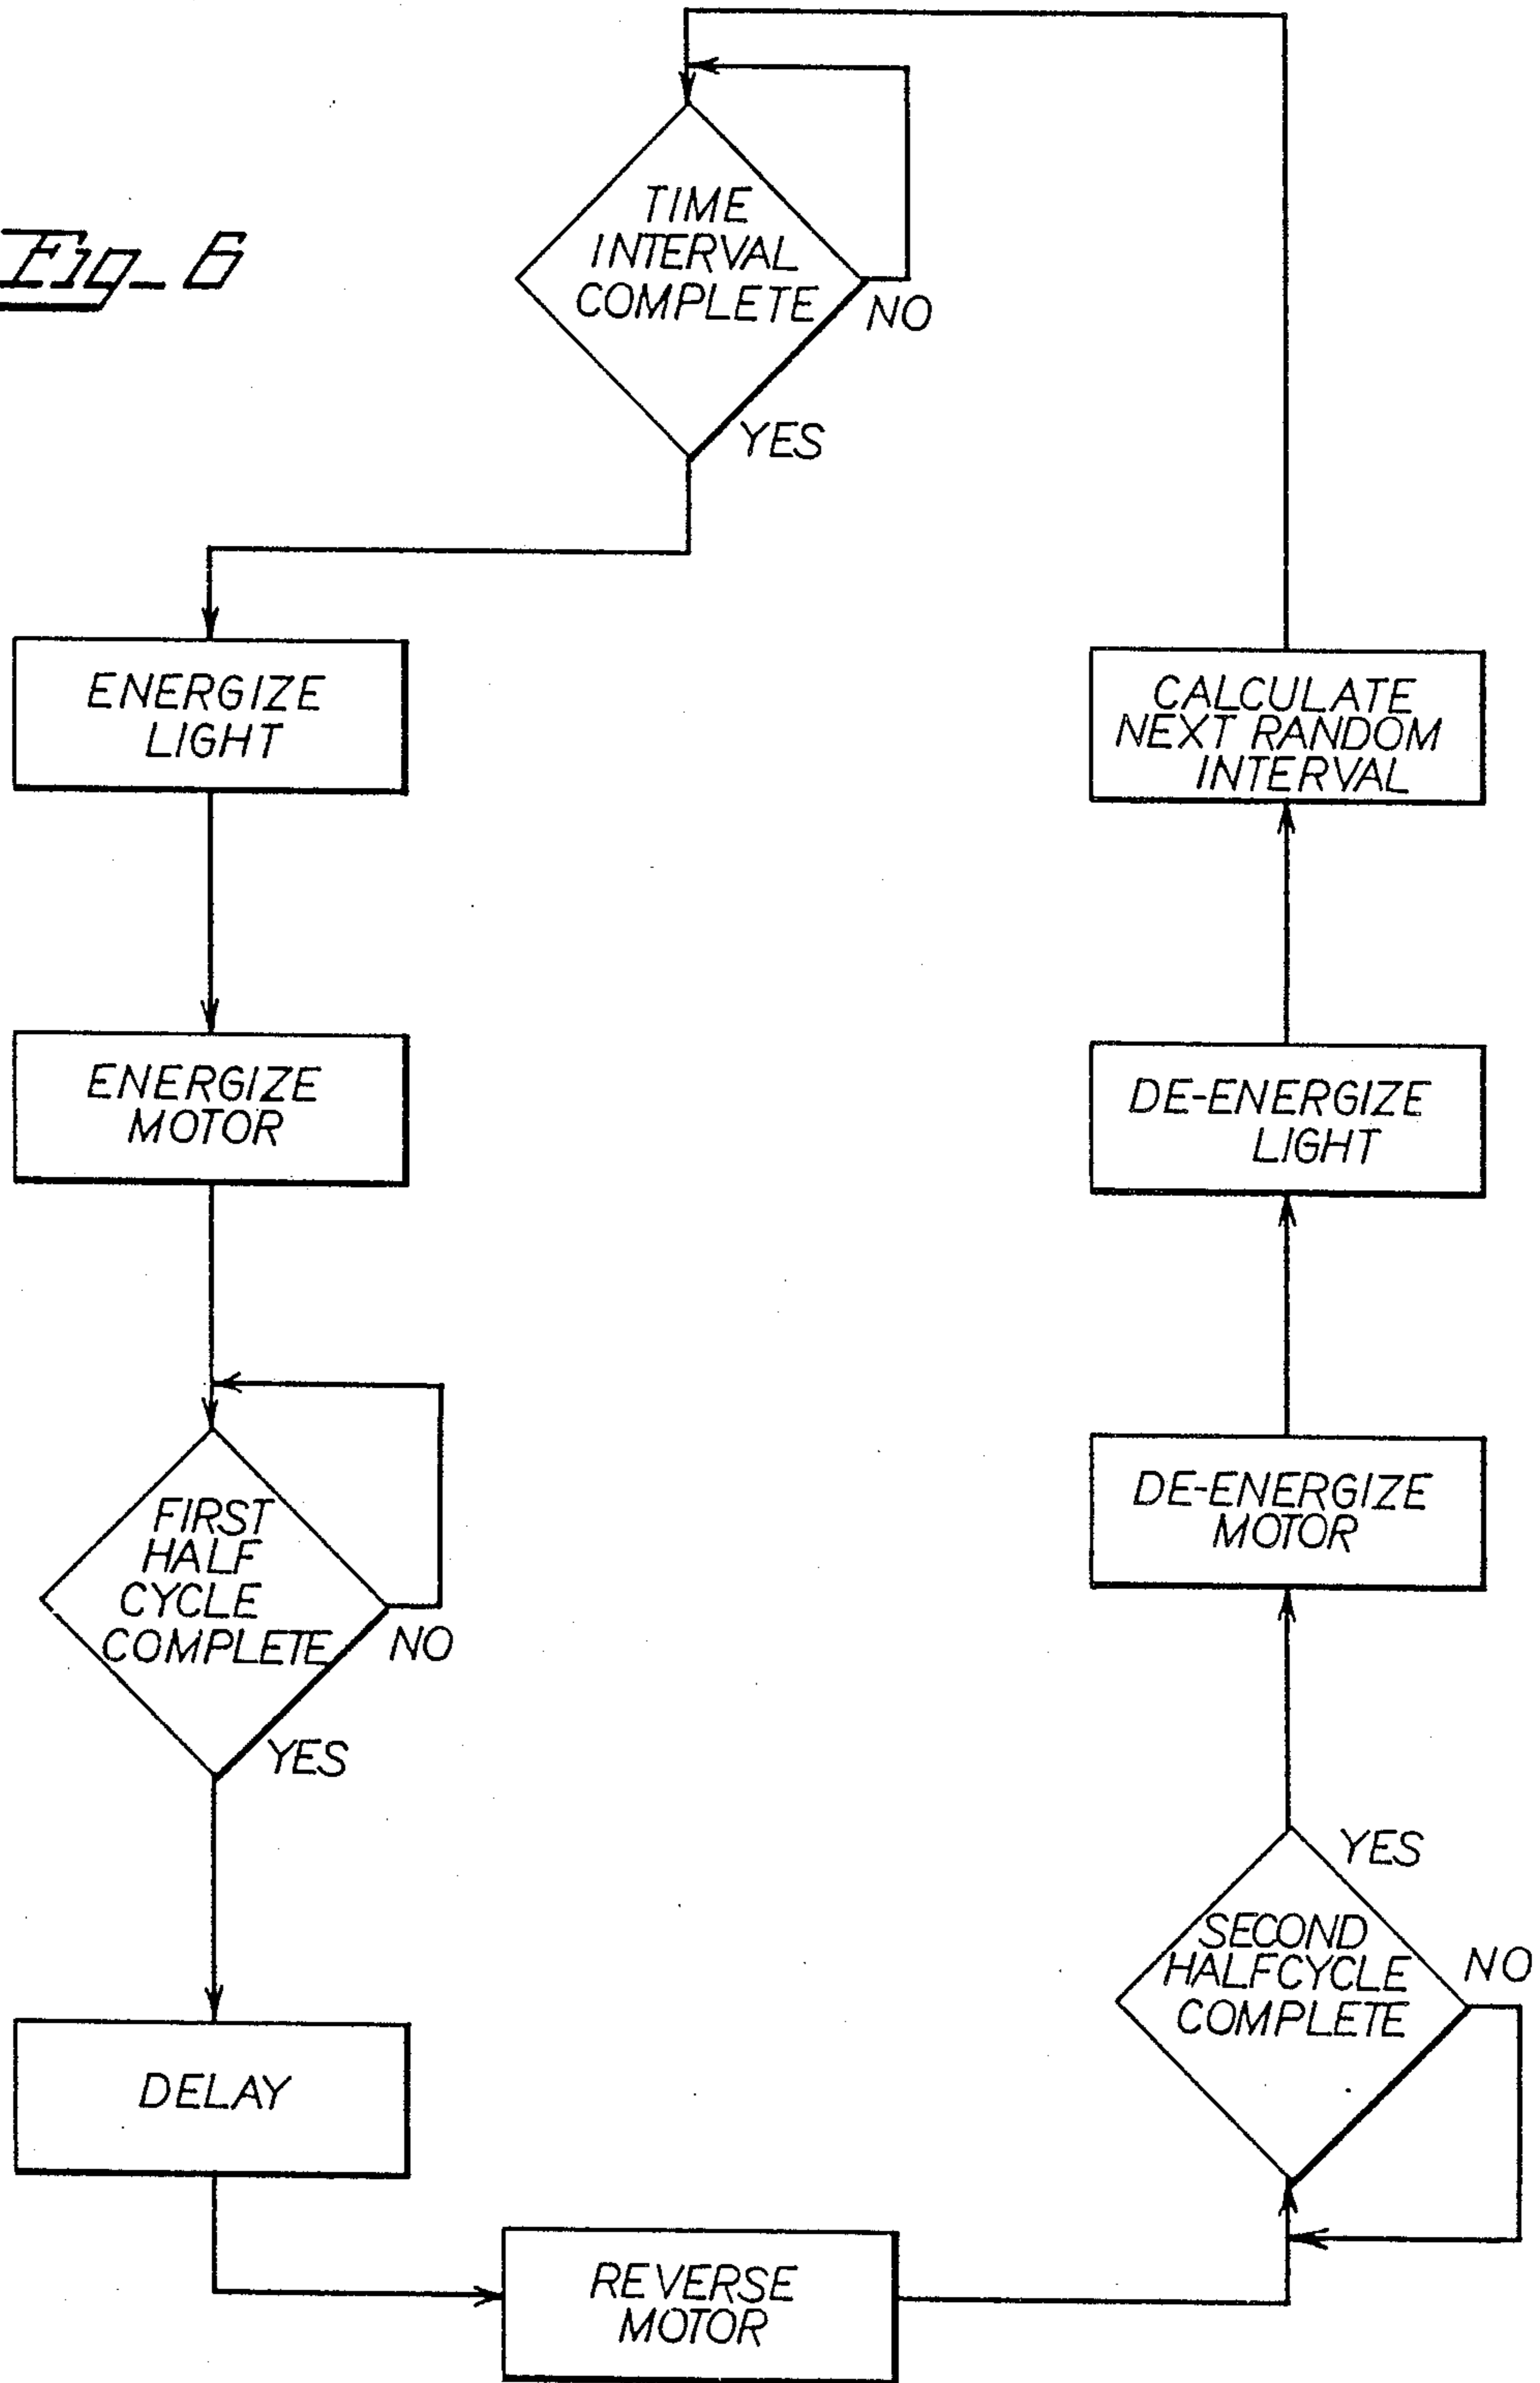 Fig_6
TIME
INTERVAL
COMPLETE
NO
YES
ENERGIZE
LIGHT
ENERGIZE
MOTOR
FIRST
HALF
CYCLE
COMPLETE
NO
YES
DELAY
REVERSE
MOTOR
SECOND
HALFCYCLE
COMPLETE
NO
YES
DE-ENERGIZE
MOTOR
DE-ENERGIZE
LIGHT
CALCULATE
NEXT RANDOM
INTERVAL